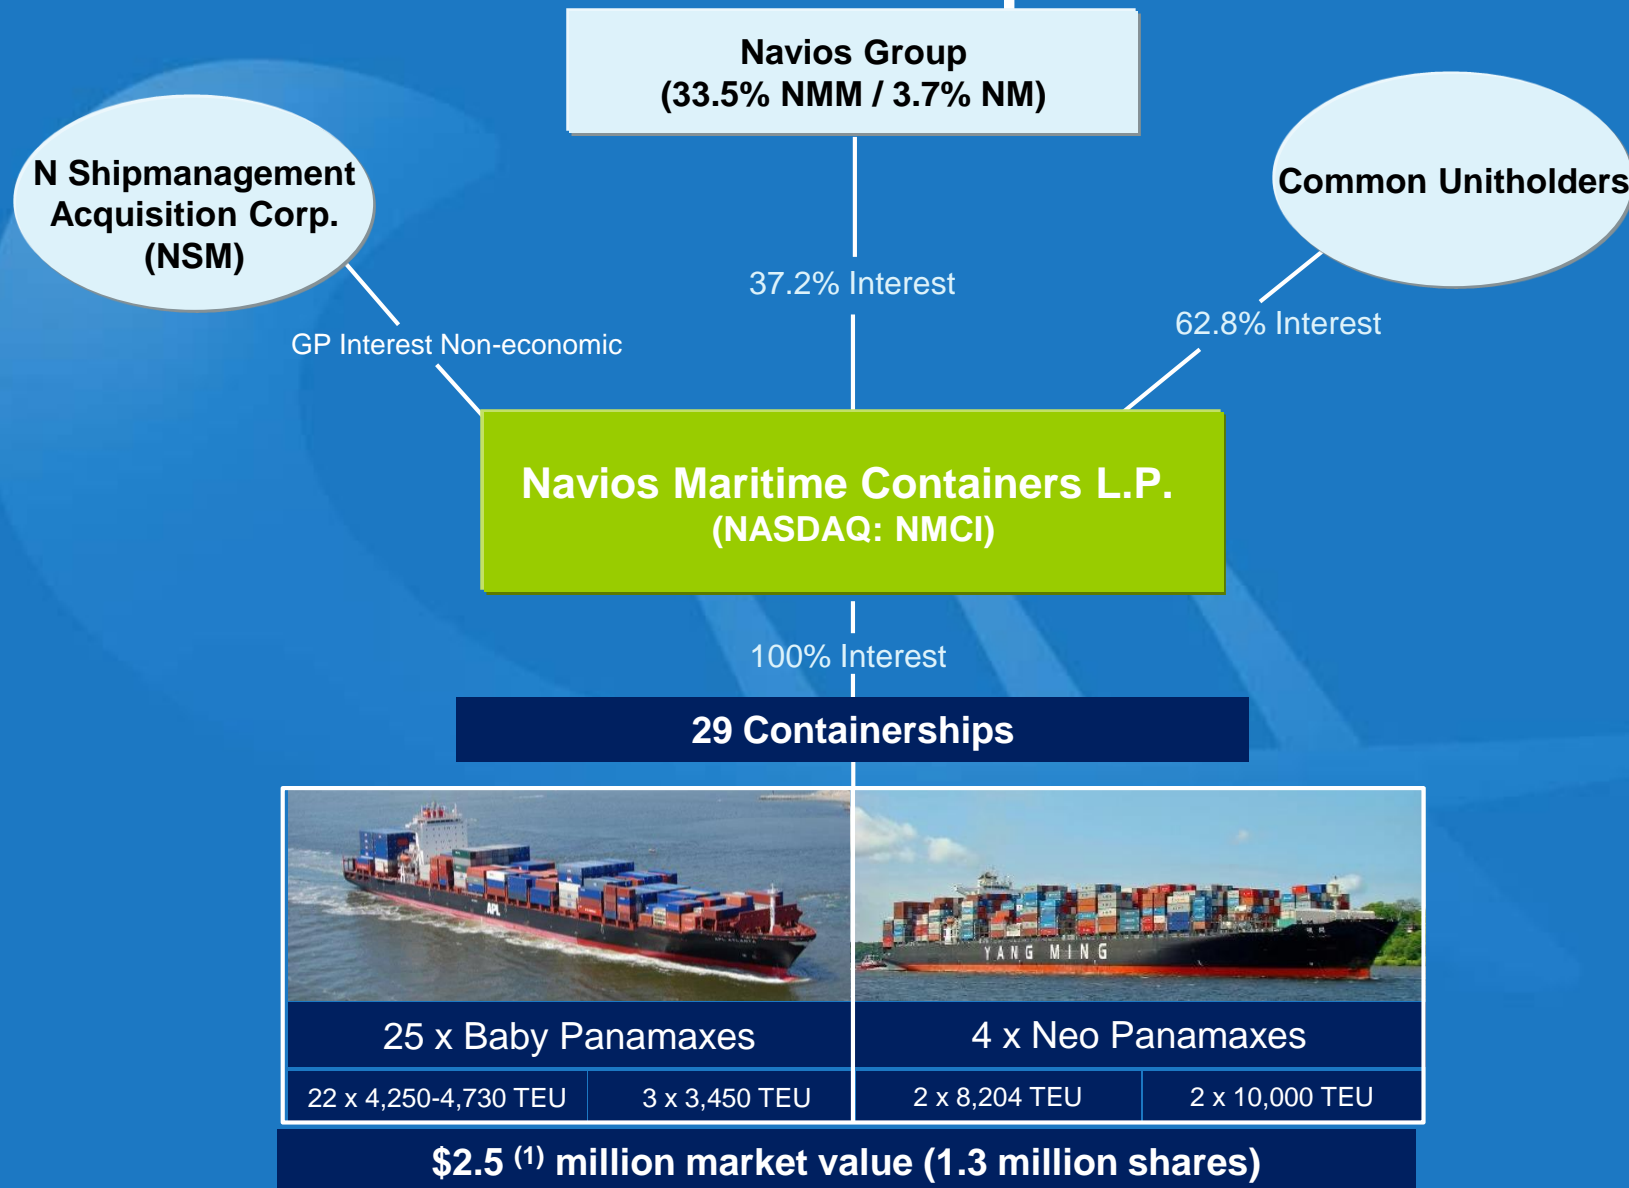 Navios Group
(33.5% NMM / 3.7% NM)
N Shipmanagement
Acquisition Corp.
(NSM)
Common Unitholders
37.2% Interest
62.8% Interest
GP Interest Non-economic
Navios Maritime Containers L.P.
(NASDAQ: NMCI)
100% Interest
29 Containerships
APL
YANG MING
25 x Baby Panamaxes
4 x Neo Panamaxes
22 x 4,250-4,730 TEU
3 x 3,450 TEU
2 x 8,204 TEU
2 x 10,000 TEU
$2.5 (1) million market value (1.3 million shares)